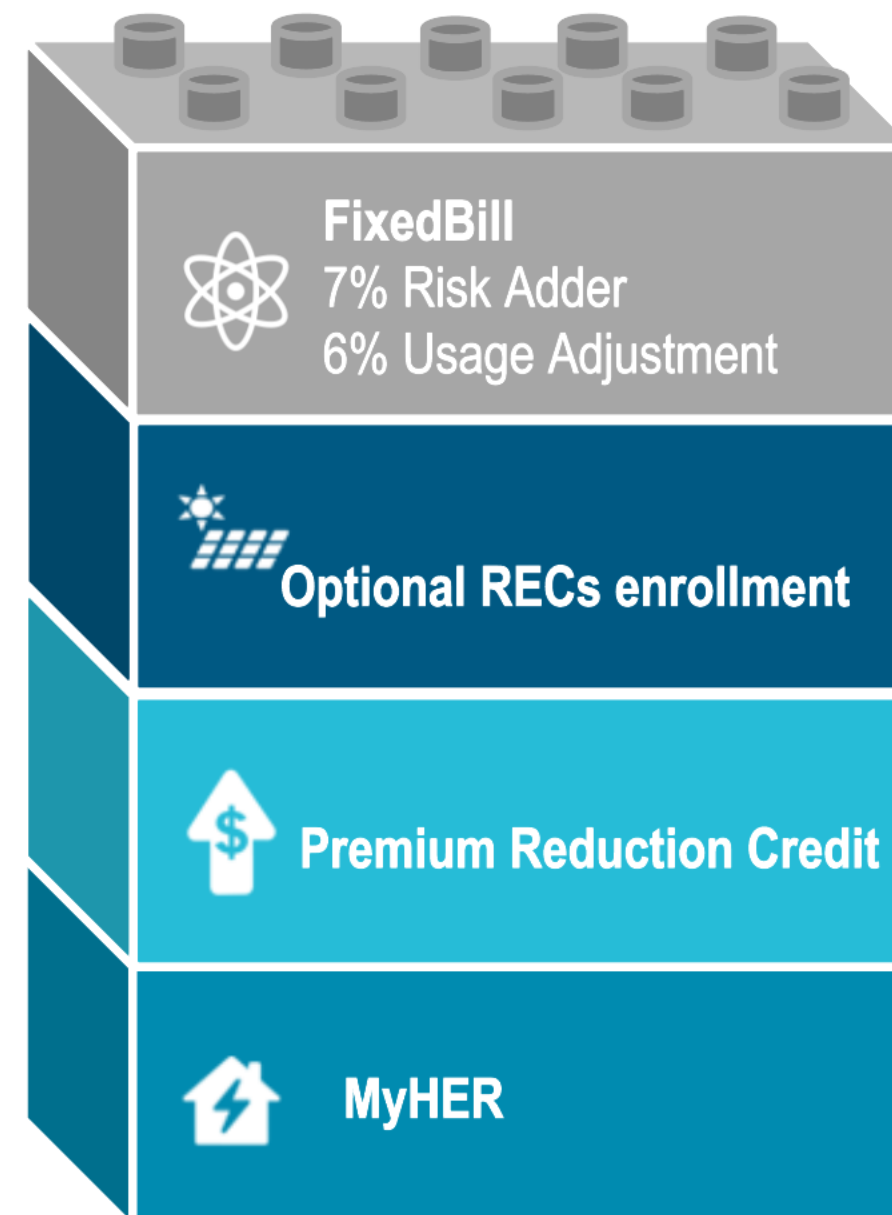 FixedBill
7% Risk Adder
6% Usage Adjustment
Optional RECs enrollment
$
Premium Reduction Credit
MyHER